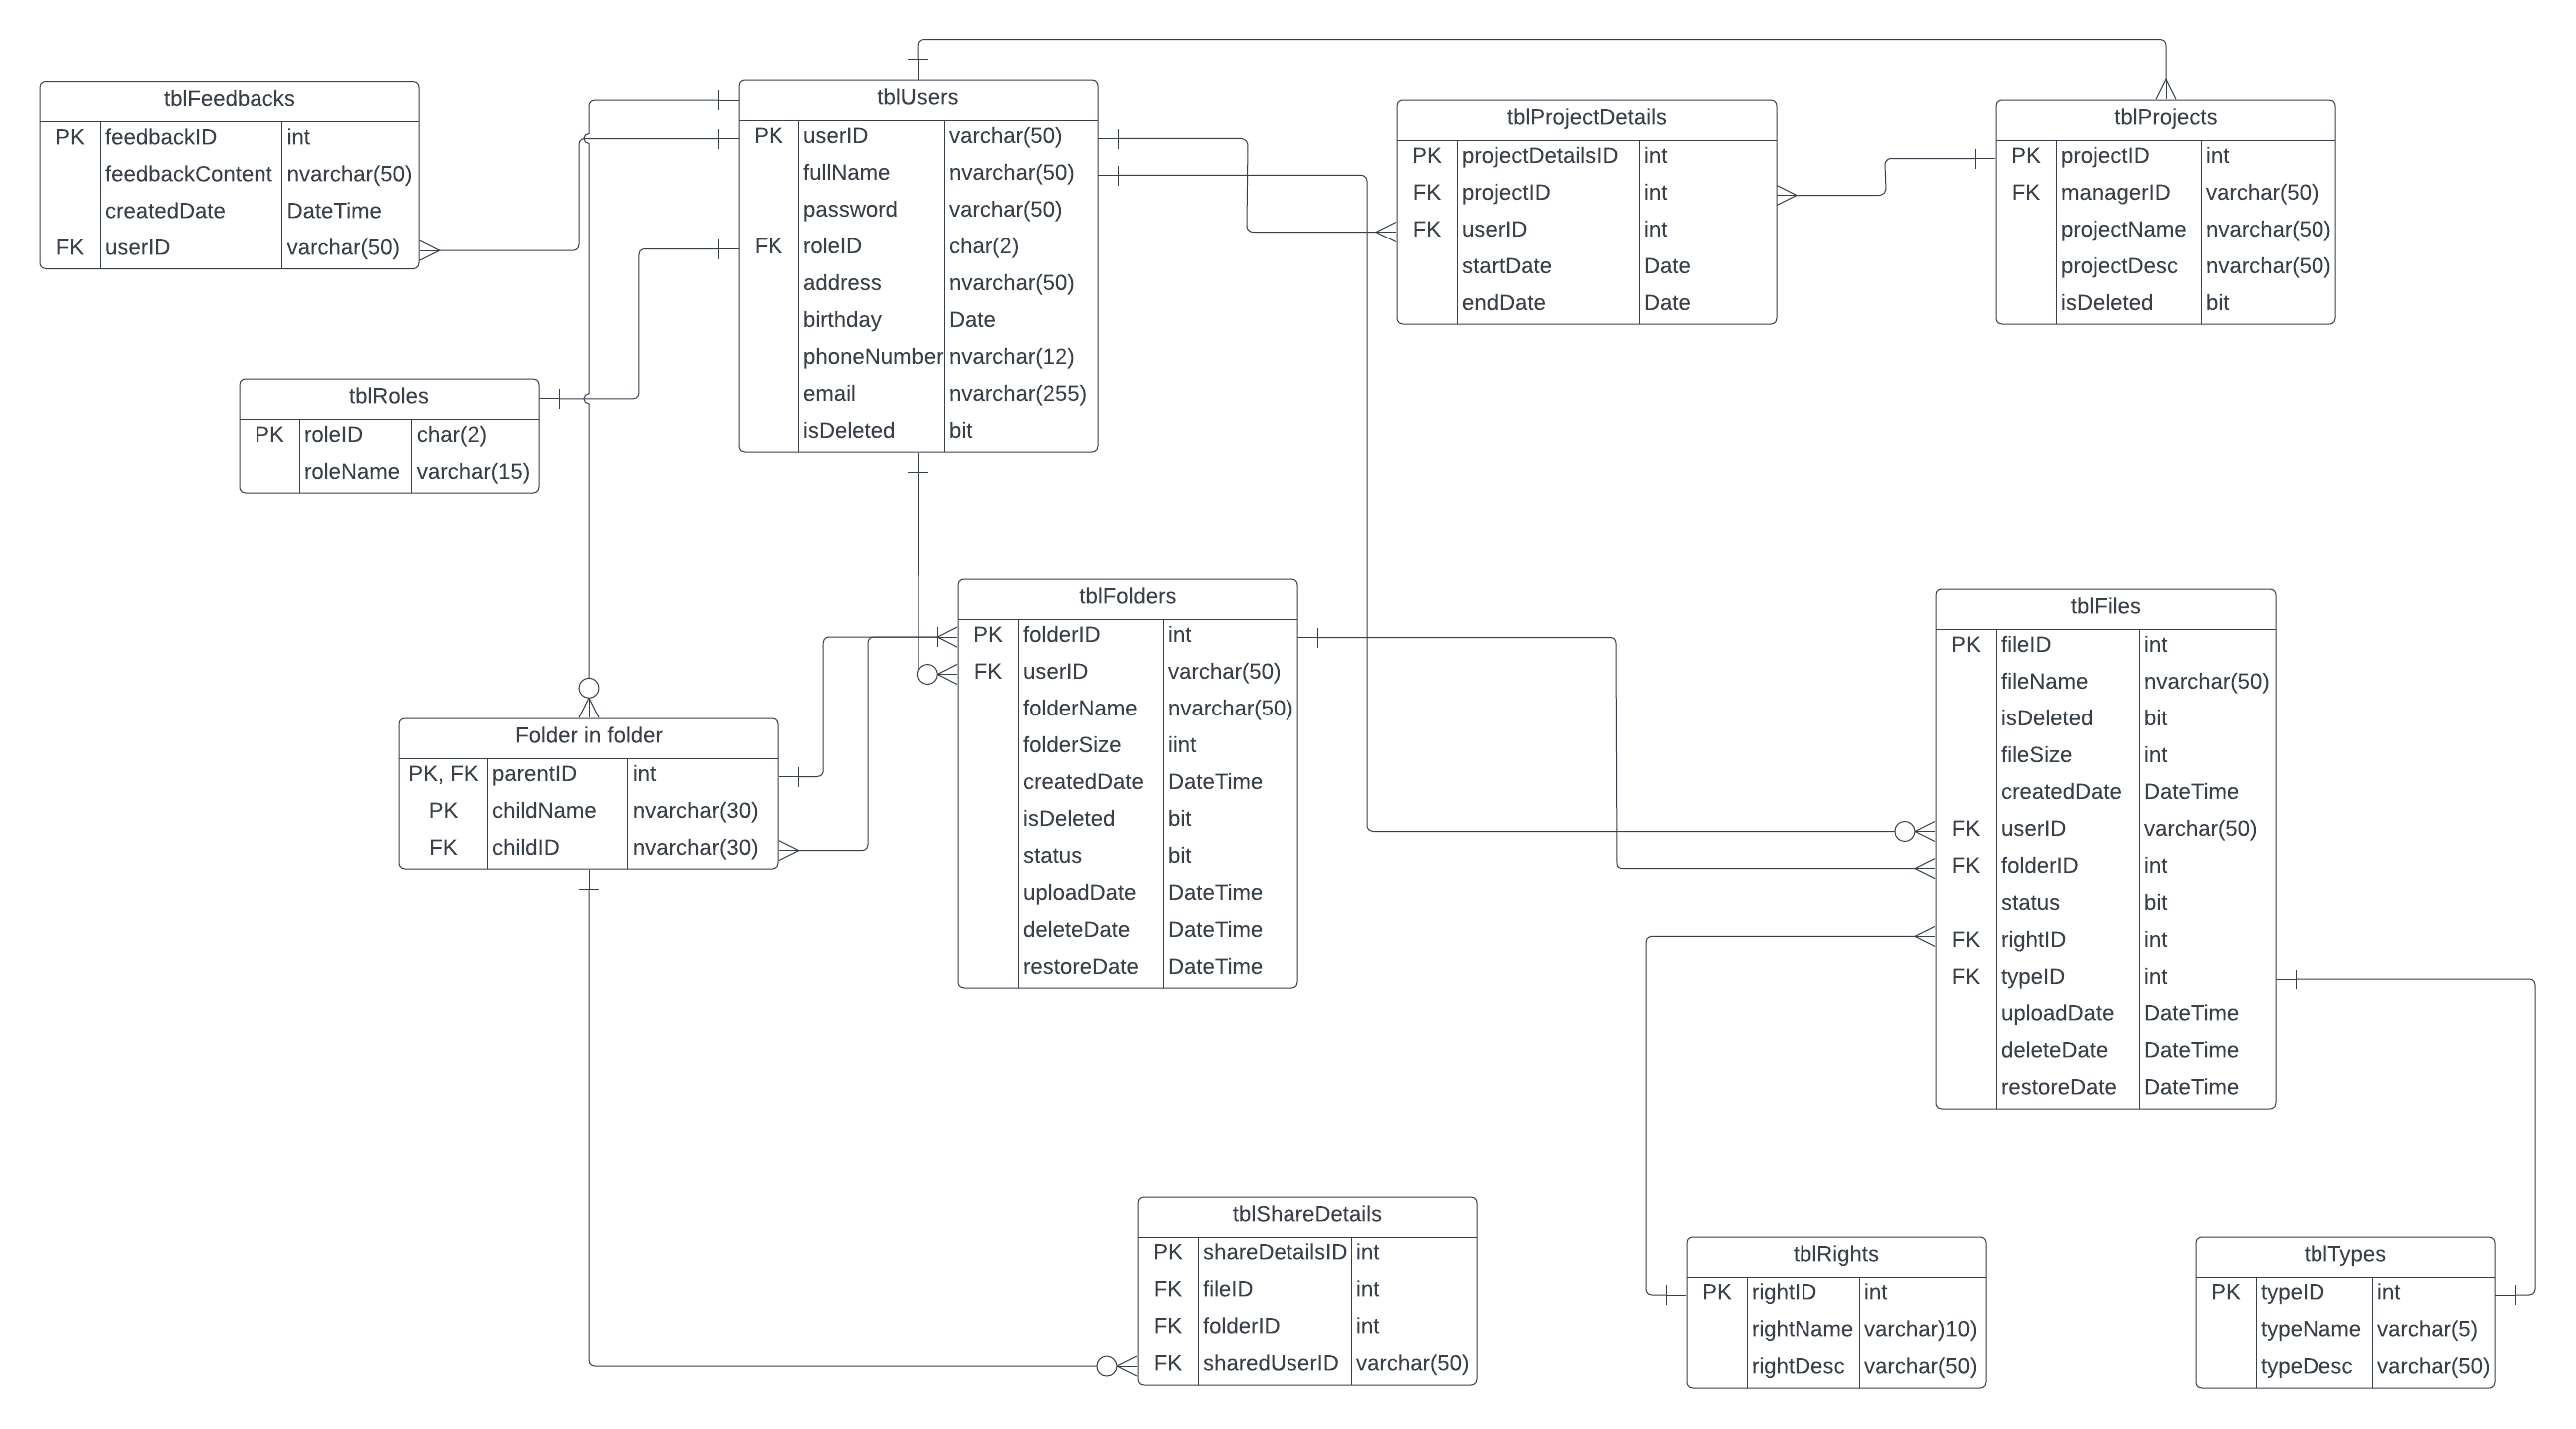 tblFeedbacks
PK feedbackID int
feedbackContent nvarchar(50)
createdDate DateTime
FK userID varchar(50)
tblUsers
PK userID varchar(50)
fullName nvarchar(50)
password varchar(50)
FK roleID char(2)
address nvarchar(50)
birthday Date
phoneNumber nvarchar(12)
email nvarchar(255)
isDeleted bit
tblProjectDetails
PK projectDetailsID int
FK projectID int
FK userID int
startDate Date
endDate Date
tblProjects
PK projectID int
FK managerID varchar(50)
projectName nvarchar(50)
projectDesc nvarchar(50)
isDeleted bit
tblRoles
PK roleID char(2)
roleName varchar(15)
tblFolders
PK folderID int
FK userID varchar(50)
folderName nvarchar(50)
folderSize iint
createdDate DateTime
isDeleted bit
status bit
uploadDate DateTime
deleteDate DateTime
restoreDate DateTime
tblFiles
PK fileID int
fileName nvarchar(50)
isDeleted bit
fileSize int
createdDate DateTime
FK userID varchar(50)
FK folderID int
status bit
FK rightID int
FK typeID int
uploadDate DateTime
deleteDate DateTime
restoreDate DateTime
Folder in folder
PK, FK parentID int
PK childName nvarchar(30)
FK childID nvarchar(30)
tblShareDetails
PK shareDetailsID int
FK fileID int
FK folderID int
FK sharedUserID varchar(50)
tblRights
PK rightID int
rightName varchar)10)
rightDesc varchar(50)
tblTypes
PK typeID int
typeName varchar(5)
typeDesc varchar(50)